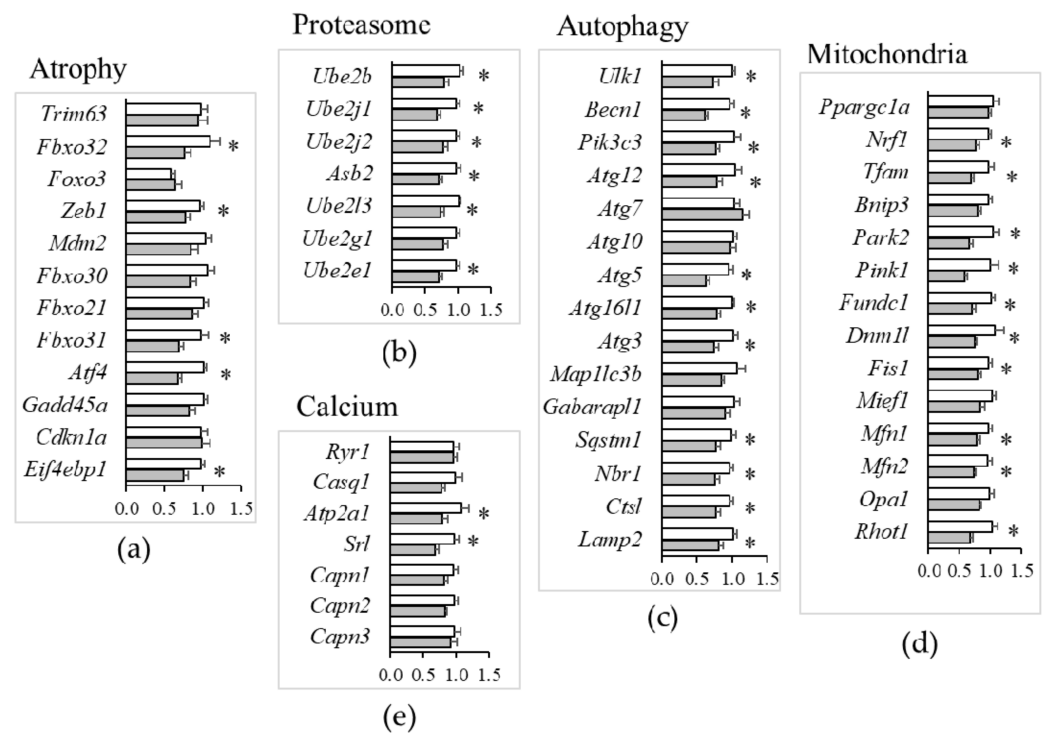 Atrophy
Trim63
Fbxo32 *
Foxo3
Zeb1 *
Mdm2
Fbxo30
Fbxo21
Fbxo31 *
Atf4 *
Gadd45a
Cdkn1a
Eif4ebp1 *
0.0 0.5 1.0 1.5
(a)
Proteasome
Ube2b *
Ube2j1 *
Ube2j2 *
Asb2 *
Ube2l3 *
Ube2g1
Ube2e1 *
0.0 0.5 1.0 1.5
(b)
Autophagy
Ulk1 *
Becn1 *
Pik3c3 *
Atg12 *
Atg7
Atg10
Atg5 *
Atg16l1 *
Atg3 *
Map1lc3b
Gabarapl1
Sqstm1 *
Nbr1 *
Ctsl *
Lamp2 *
0.0 0.5 1.0 1.5
(c)
Mitochondria
Ppargc1a
Nrf1 *
Tfam *
Bnip3
Park2 *
Pink1 *
Fundc1 *
Dnm1l *
Fis1 *
Mief1
Mfn1 *
Mfn2 *
Opa1
Rhot1 *
0.0 0.5 1.0 1.5
(d)
Calcium
Ryr1
Casq1
Atp2a1 *
Srl *
Capn1
Capn2
Capn3
0.0 0.5 1.0 1.5
(e)